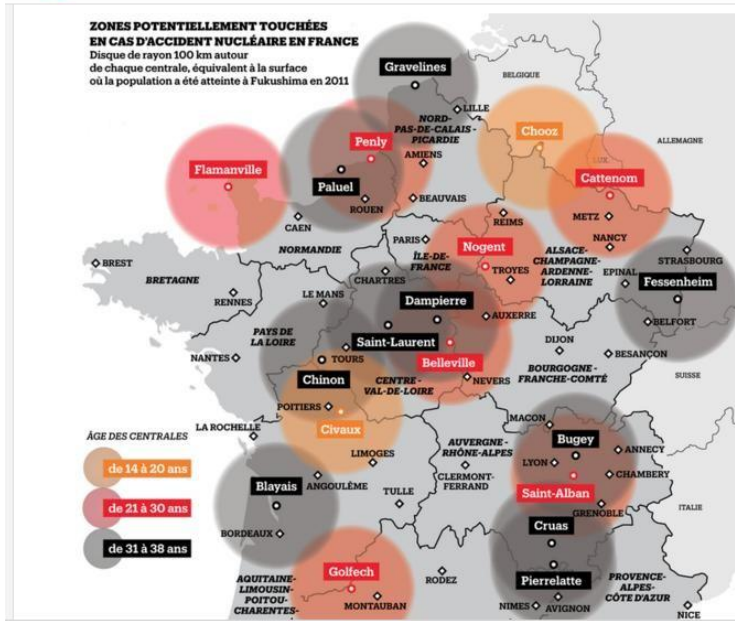 ZONES POTENTIELLEMENT TOUCHÉES
EN CAS D'ACCIDENT NUCLÉAIRE EN FRANCE
Disque de rayon 100 km autour
de chaque centrale, équivalent à la surface
où la population a été atteinte à Fukushima en 2011
Gravelines
BELGIQUE
LILLE
NORD-
PAS-DE-CALAIS-
PICARDIE
Chooz
ALLEMAGNE
LUX.
Penly
AMIENS
Flamanville
Paluel
Cattenom
ROUEN
BEAUVAIS
REIMS
METZ
CAEN
NORMANDIE
PARIS
ÎLE-DE-
FRANCE
Nogent
TROYES
NANCY
ALSACE-
CHAMPAGNE-
ARDENNE-
LORRAINE
STRASBOURG
EPINAL
Fessenheim
BREST
BRETAGNE
RENNES
CHARTRES
LE MANS
Dampierre
AUXERRE
Saint-Laurent
BELFORT
PAYS DE
LA LOIRE
NANTES
TOURS
Belleville
DIJON
BESANÇON
BOURGOGNE-
FRANCHE-COMTÉ
SUISSE
Chinon
CENTRE-
VAL-DE-LOIRE
NEVERS
POITIERS
Civaux
LA ROCHELLE
MACON
Bugey
ANNECY
ÂGE DES CENTRALES
de 14 à 20 ans
de 21 à 30 ans
de 31 à 38 ans
AUVERGNE-
RHÔNE-ALPES
LIMOGES
CLERMONT-
FERRAND
LYON
CHAMBERY
Saint-Alban
GRENOBLE
Blayais
ANGOULÊME
TULLE
BORDEAUX
ITALIE
Cruas
Golfech
MONTAUBAN
RODEZ
Pierrelatte
AQUITAINE-
LIMOUSIN-
POITOU-
CHARENTES-
PROVENCE-
ALPES-
CÔTE D'AZUR
NIMES
AVIGNON
NICE